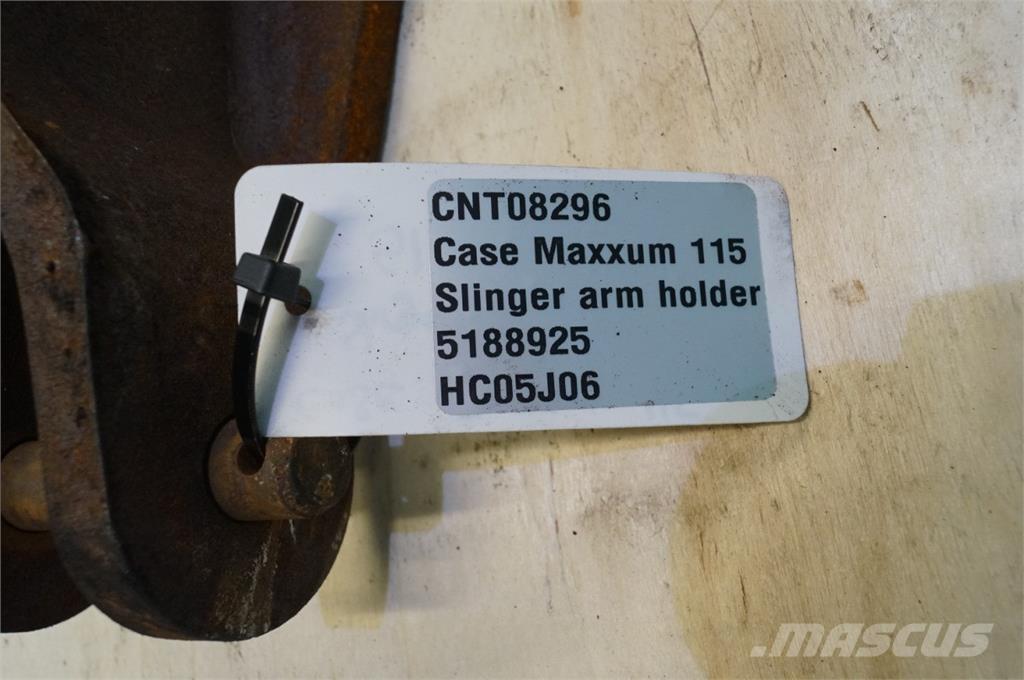 CNT08296
Case Maxxum 115
Slinger arm holder
5188925
HC05J06
MASCUS